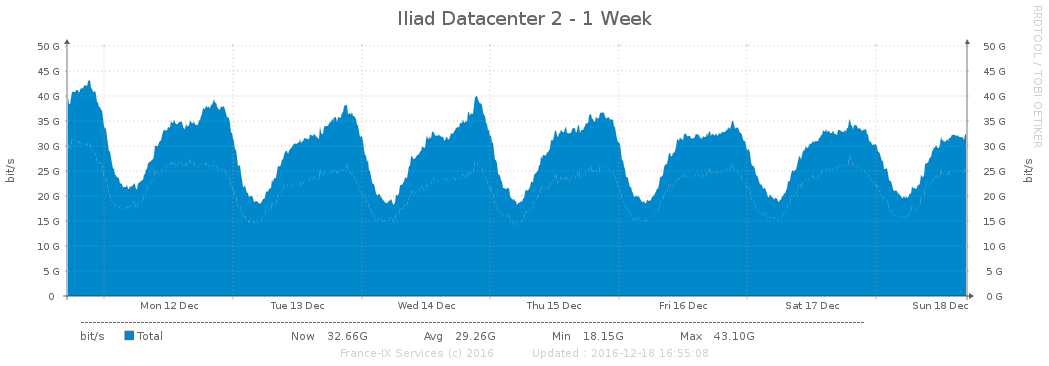 Iliad Datacenter 2 - 1 Week
RRDTOOL / TOBI OETIKER
50 G 50 G
45 G 45 G
40 G 40 G
35 G 35 G
30 G 30 G
25 G 25 G
20 G 20 G
15 G 15 G
10 G 10 G
5 G 5 G
0 0 G
bit/s
bit/s
Mon 12 Dec Tue 13 Dec Wed 14 Dec Thu 15 Dec Fri 16 Dec Sat 17 Dec Sun 18 Dec
bit/s Total Now 32.66G Avg 29.26G Min 18.15G Max 43.10G
France-IX Services (c) 2016 Updated : 2016-12-18 16:55:08